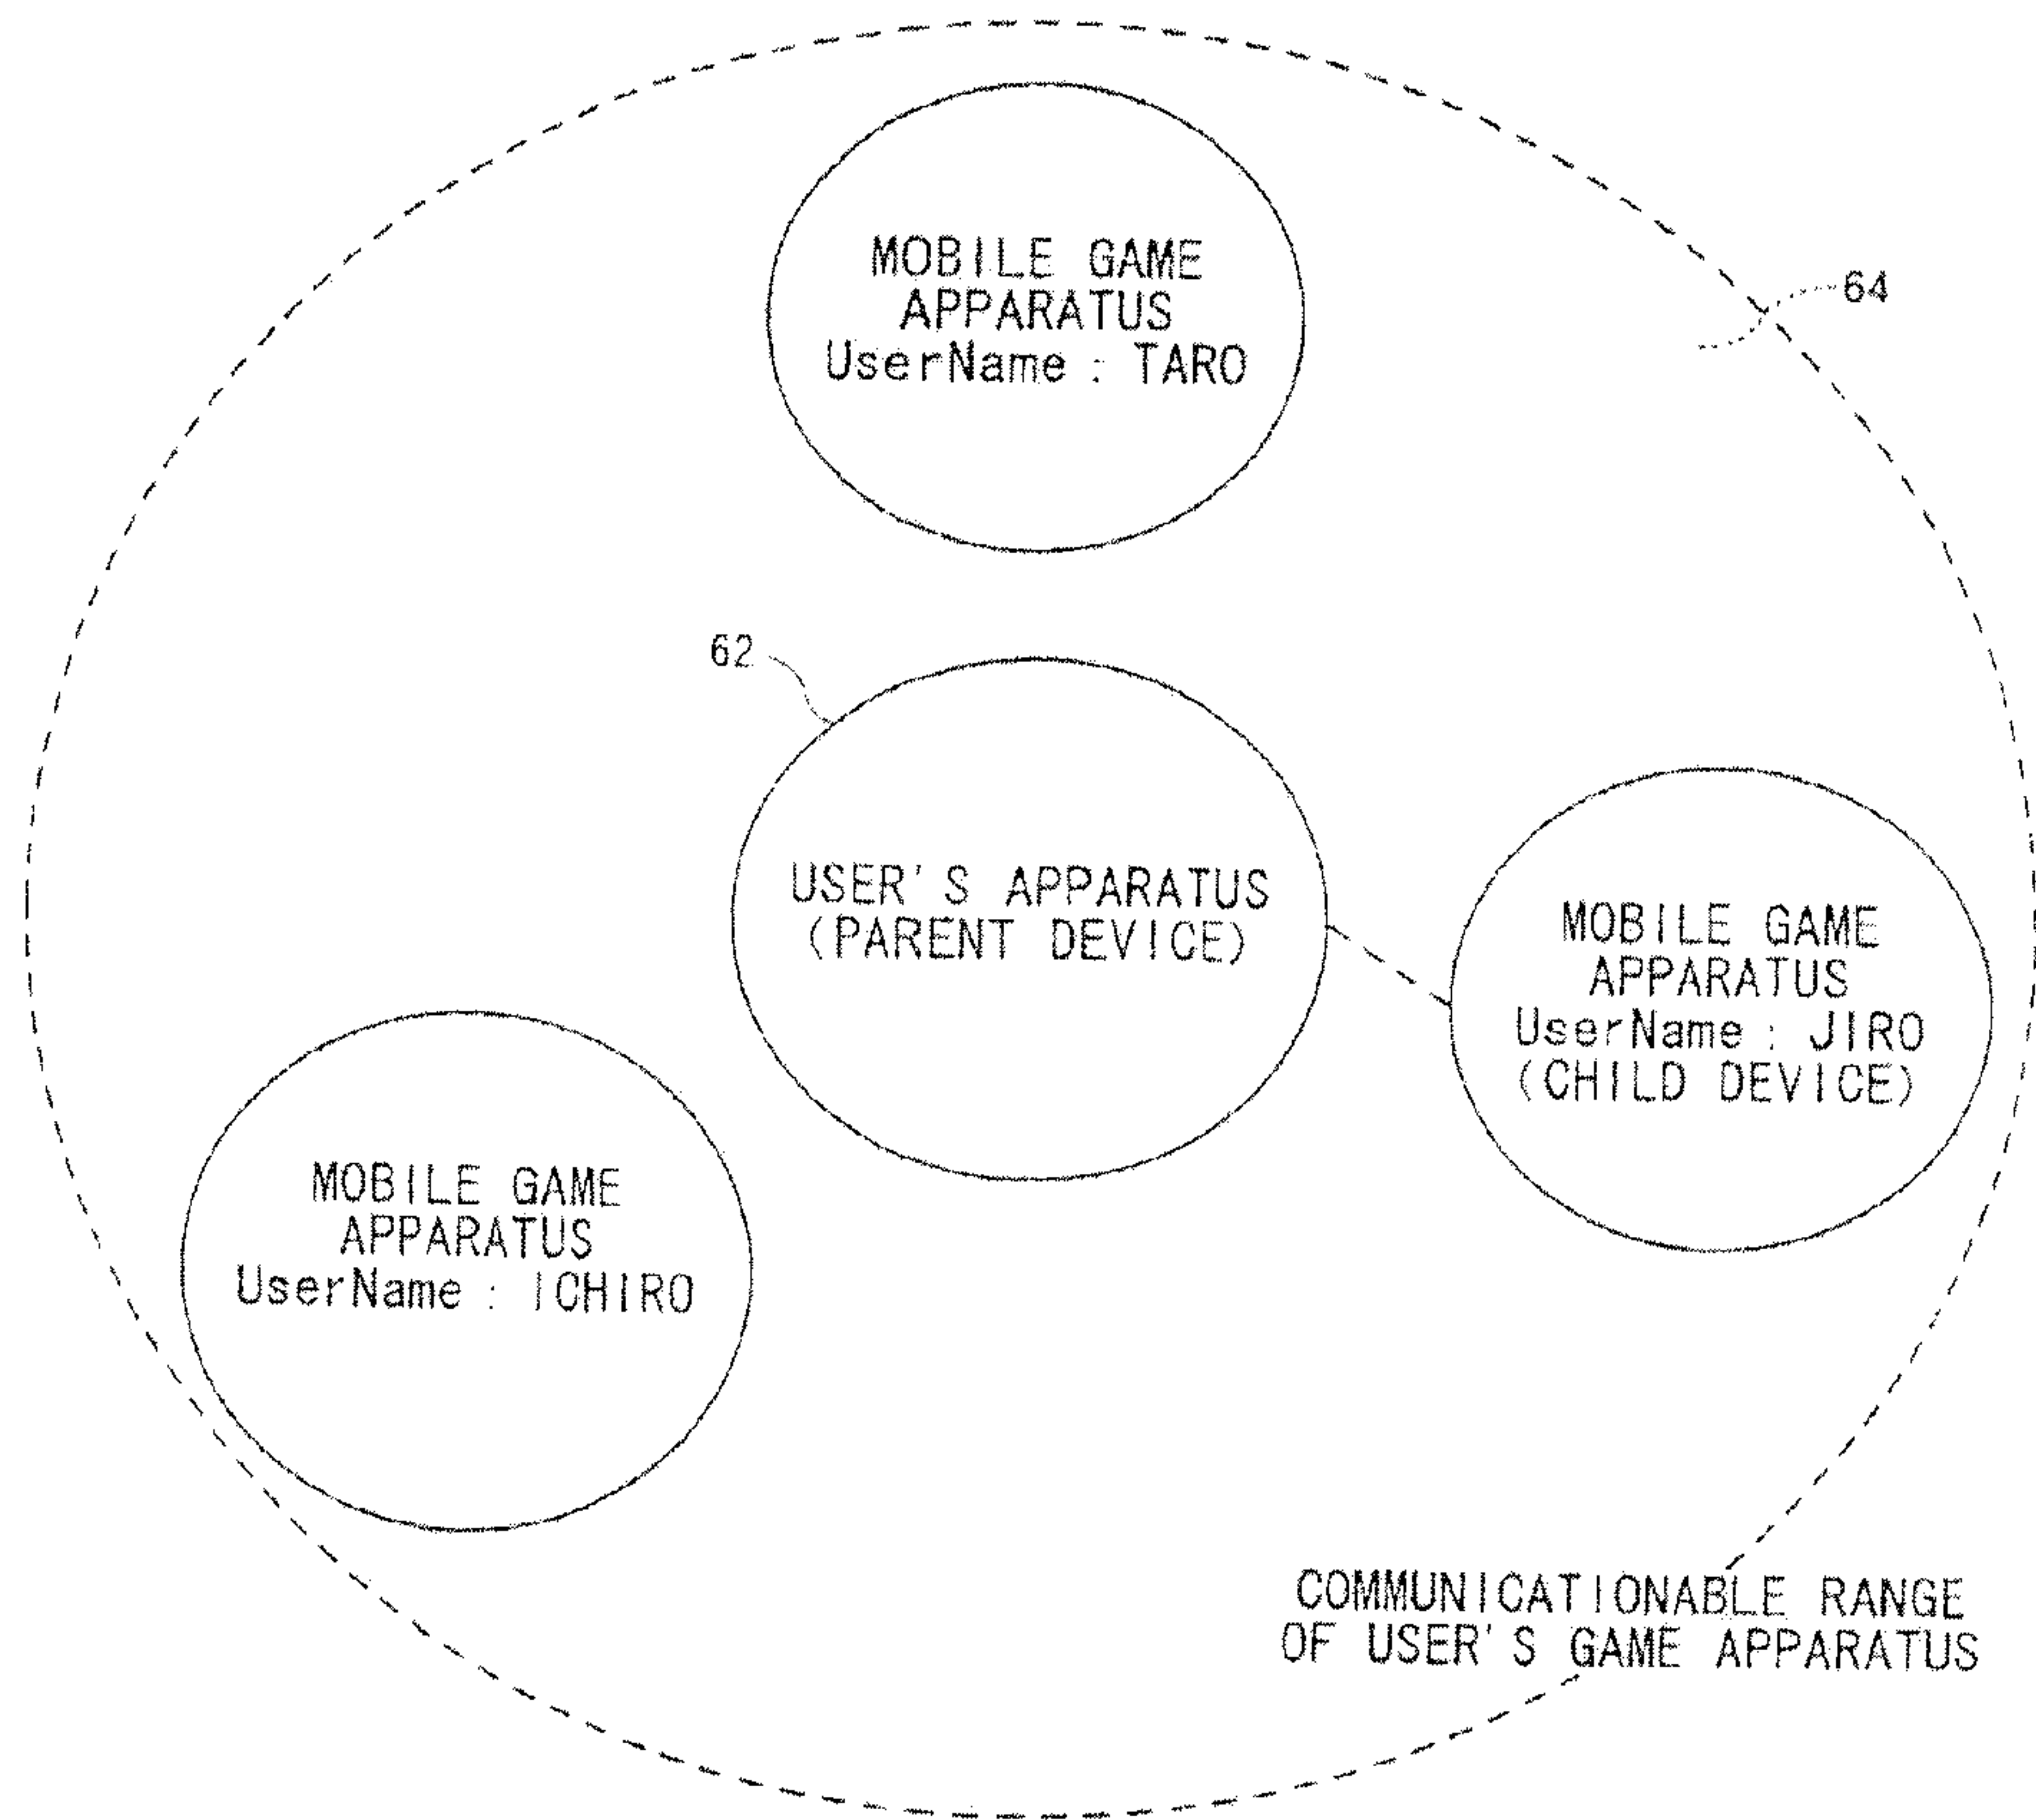 MOBILE GAME
APPARATUS
UserName : TARO
64
62
USER'S APPARATUS
(PARENT DEVICE)
MOBILE GAME
APPARATUS
UserName : JIRO
(CHILD DEVICE)
MOBILE GAME
APPARATUS
UserName : ICHIRO
COMMUNICATIONABLE RANGE
OF USER'S GAME APPARATUS